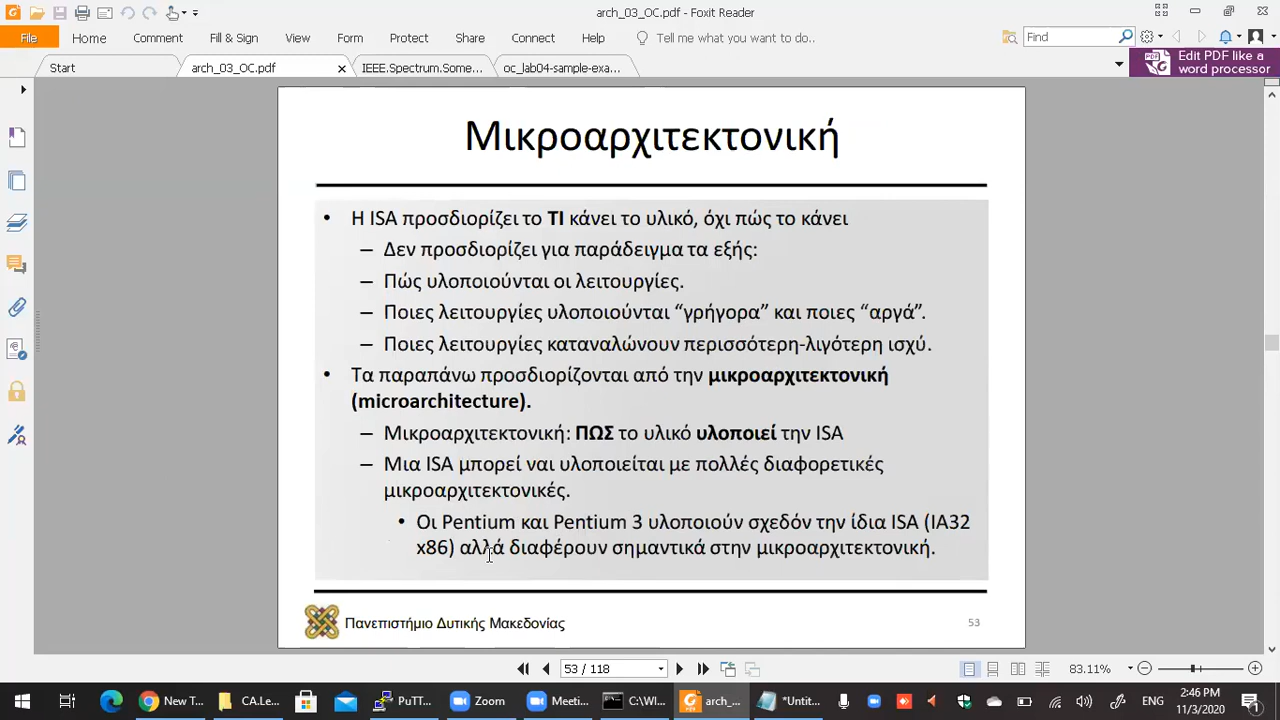 arch_03_OC.pdf - Foxit Reader
File Home Comment Fill & Sign View Form Protect Share Connect Help Tell me what you want to do.. Find
Start arch_03_OC.pdf IEEE.Spectrum.Some... oc_lab04-sample-exa...
Edit PDF like a
word processor
Μικροαρχιτεκτονική
• Η ISA προσδιορίζει το ΤΙ κάνει το υλικό, όχι πώς το κάνει
– Δεν προσδιορίζει για παράδειγμα τα εξής:
– Πώς υλοποιούνται οι λειτουργίες.
– Ποιες λειτουργίες υλοποιούνται “γρήγορα” και ποιες “αργά”.
– Ποιες λειτουργίες καταναλώνουν περισσότερη-λιγότερη ισχύ.
• Τα παραπάνω προσδιορίζονται από την μικροαρχιτεκτονική
(microarchitecture).
– Μικροαρχιτεκτονική: ΠΩΣ το υλικό υλοποιεί την ISA
– Μια ISA μπορεί ναι υλοποιείται με πολλές διαφορετικές
μικροαρχιτεκτονικές.
• Οι Pentium και Pentium 3 υλοποιούν σχεδόν την ίδια ISA (IA32
x86) αλλά διαφέρουν σημαντικά στην μικροαρχιτεκτονική.
Πανεπιστήμιο Δυτικής Μακεδονίας 53
53 / 118 83.11%
New T... CA.Le... PuTT... Zoom Meeti... C:\WI... arch_... *Untit... ENG 2:46 PM
11/3/2020